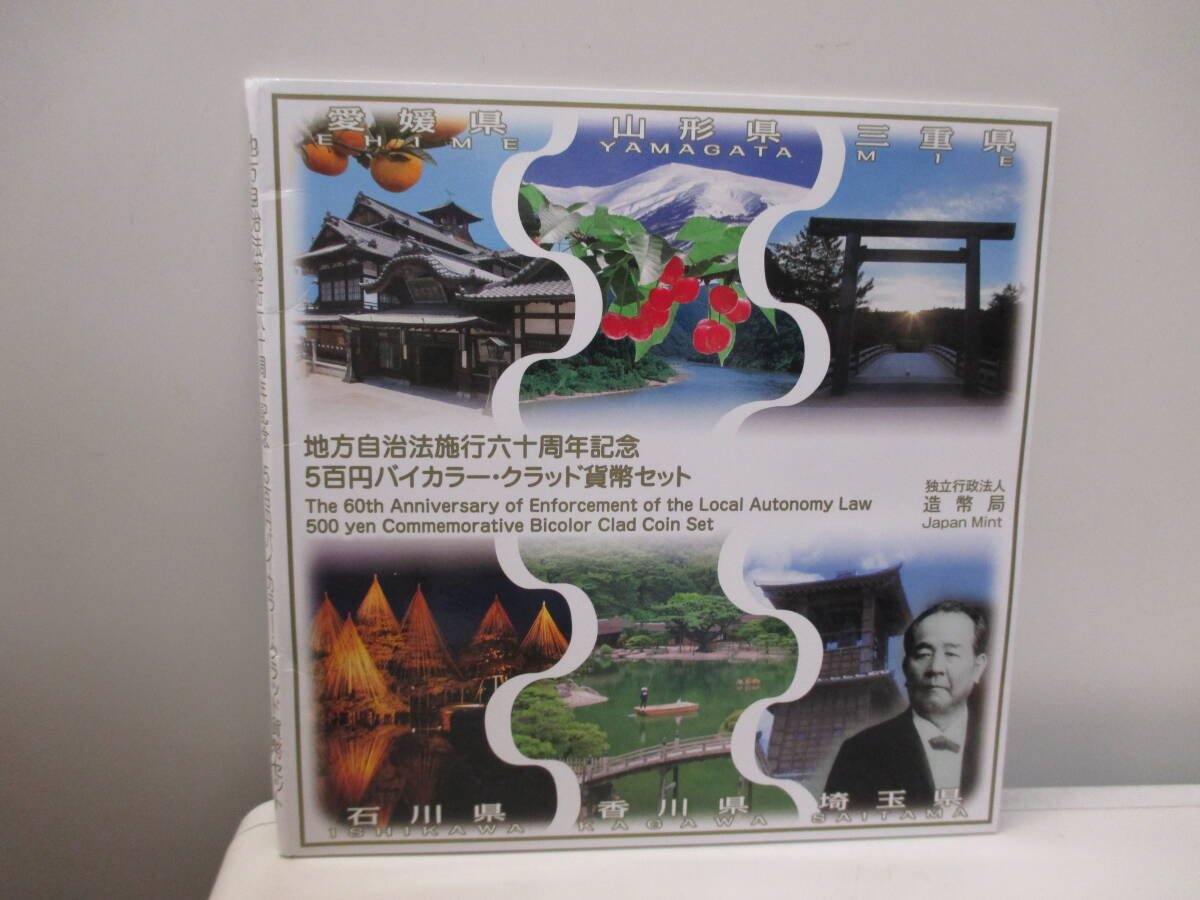 愛媛県
EHIME
山形県
YAMAGATA
三重県
MIE
地方自治法施行六十周年記念
5百円バイカラー・クラッド貨幣セット
The 60th Anniversary of Enforcement of the Local Autonomy Law
500 yen Commemorative Bicolor Clad Coin Set
独立行政法人
造幣局
Japan Mint
石川県
ISHIKAWA
香川県
KAGAWA
埼玉県
SAITAMA